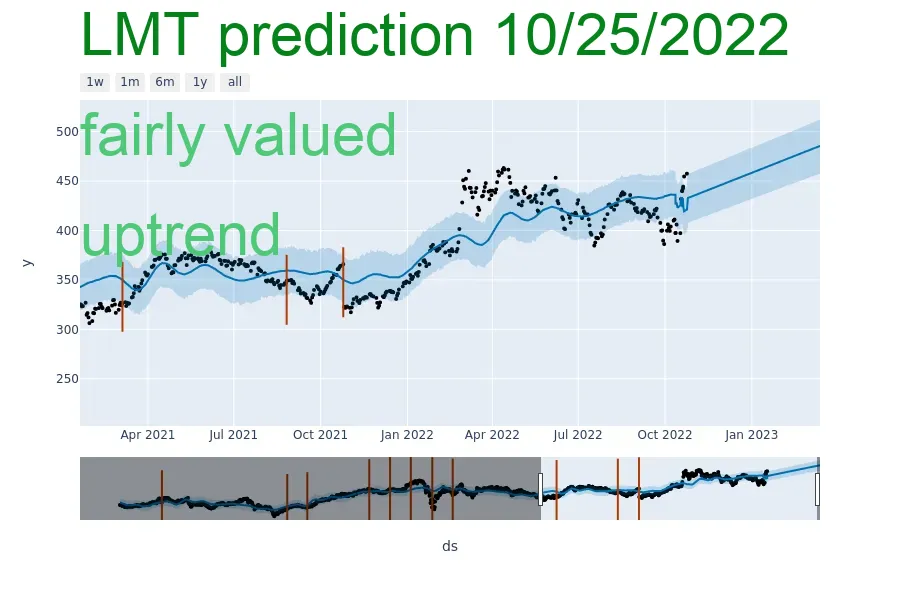 LMT prediction 10/25/2022
1w 1m 6m 1y all
fairly valued
uptrend
500
450
400
350
300
250
y
Apr 2021 Jul 2021 Oct 2021 Jan 2022 Apr 2022 Jul 2022 Oct 2022 Jan 2023
ds